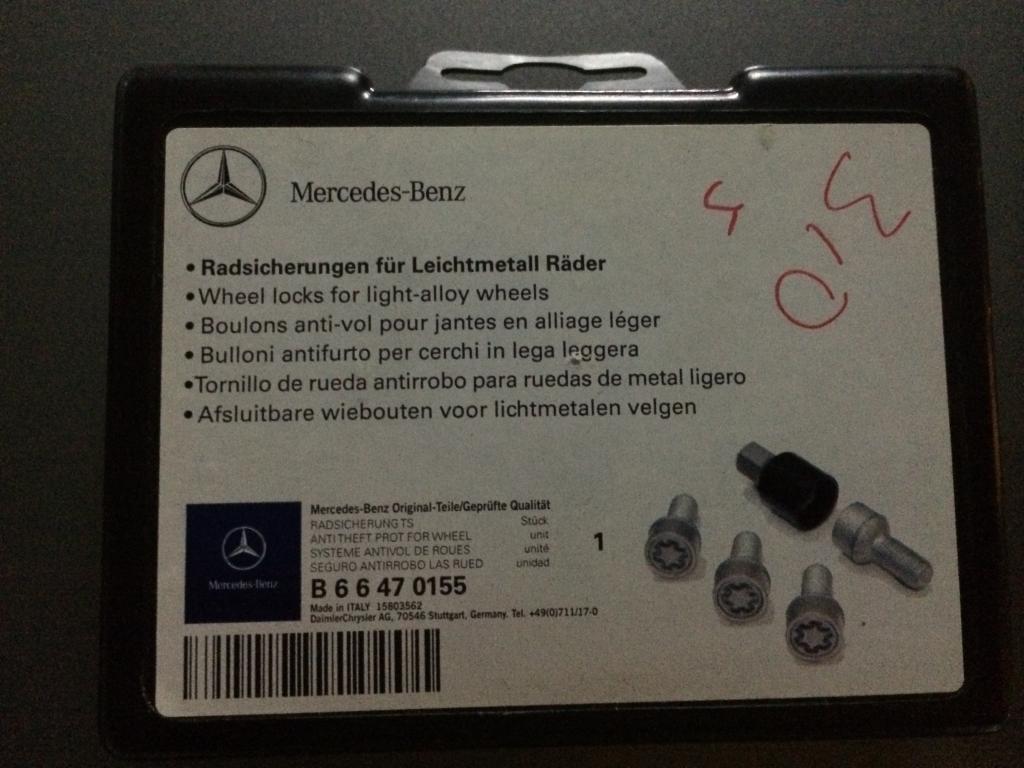 Mercedes-Benz
• Radsicherungen für Leichtmetall Räder
• Wheel locks for light-alloy wheels
• Boulons anti-vol pour jantes en alliage léger
• Bulloni antifurto per cerchi in lega leggera
• Tornillo de rueda antirrobo para ruedas de metal ligero
• Afsluitbare wiebouten voor lichtmetalen velgen
Mercedes-Benz
Mercedes-Benz Original-Teile/Geprüfte Qualität
RADSICHERUNG TS Stück
ANTI THEFT PROT FOR WHEEL unit
SYSTEME ANTIVOL DE ROUES unité 1
SEGURO ANTIRROBO LAS RUED unidad
B 6 6 47 0155
Made in ITALY 15803562
DaimlerChrysler AG, 70546 Stuttgart, Germany. Tel. +49(0)711/17-0